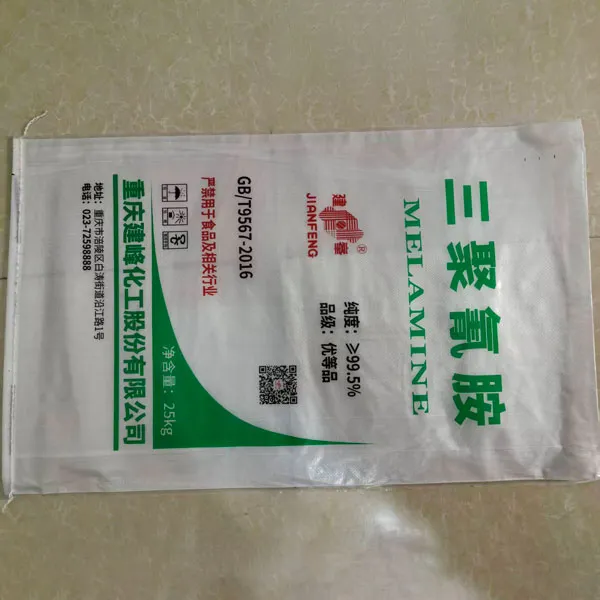 三聚氰胺
MELAMINE
建峰
®
JIANFENG
纯度：≥99.5%
品级：优等品
GB/T9567-2016
严禁用于食品及相关行业
净含量：25kg
重庆建峰化工股份有限公司
地址：重庆市涪陵区白涛街道沿江路1号
电话：023-72598888